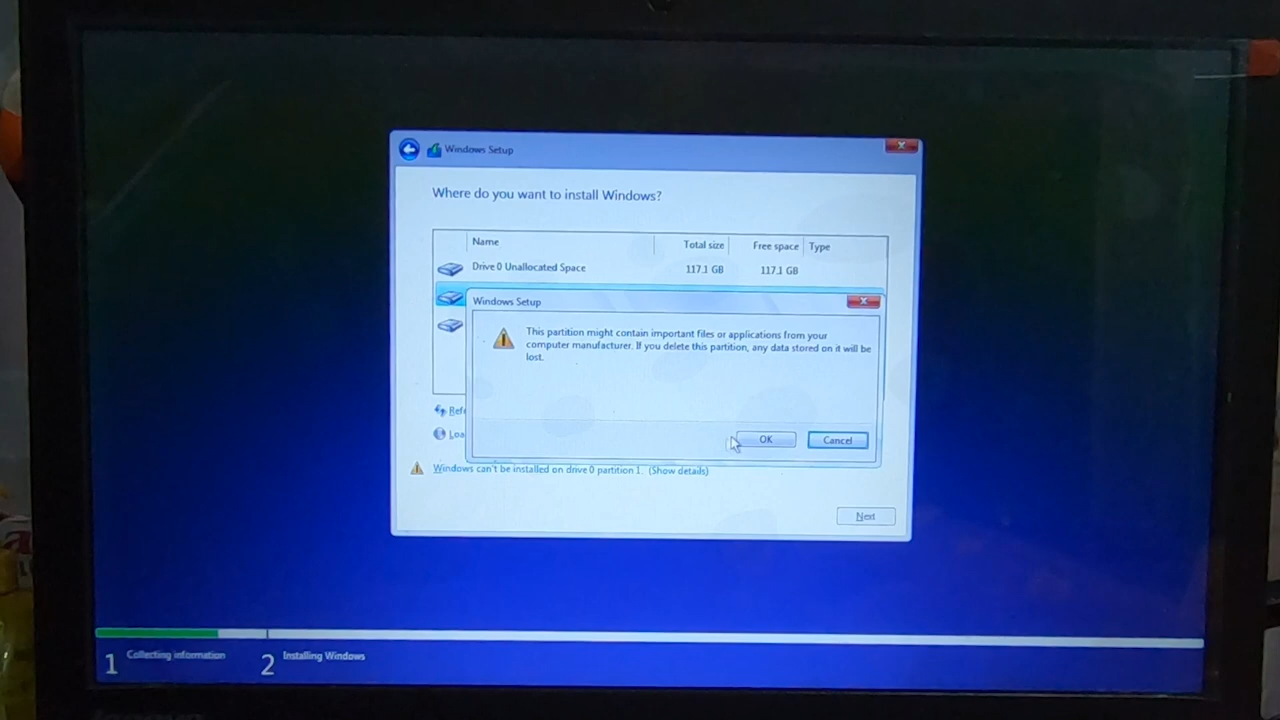 Windows Setup
Where do you want to install Windows?
Name Total size Free space Type
Drive 0 Unallocated Space 117.1 GB 117.1 GB
Windows Setup
This partition might contain important files or applications from your
computer manufacturer. If you delete this partition, any data stored on it will be
lost.
OK Cancel
Windows can't be installed on drive 0 partition 1. (Show details)
Next
1 Collecting information
2 Installing Windows